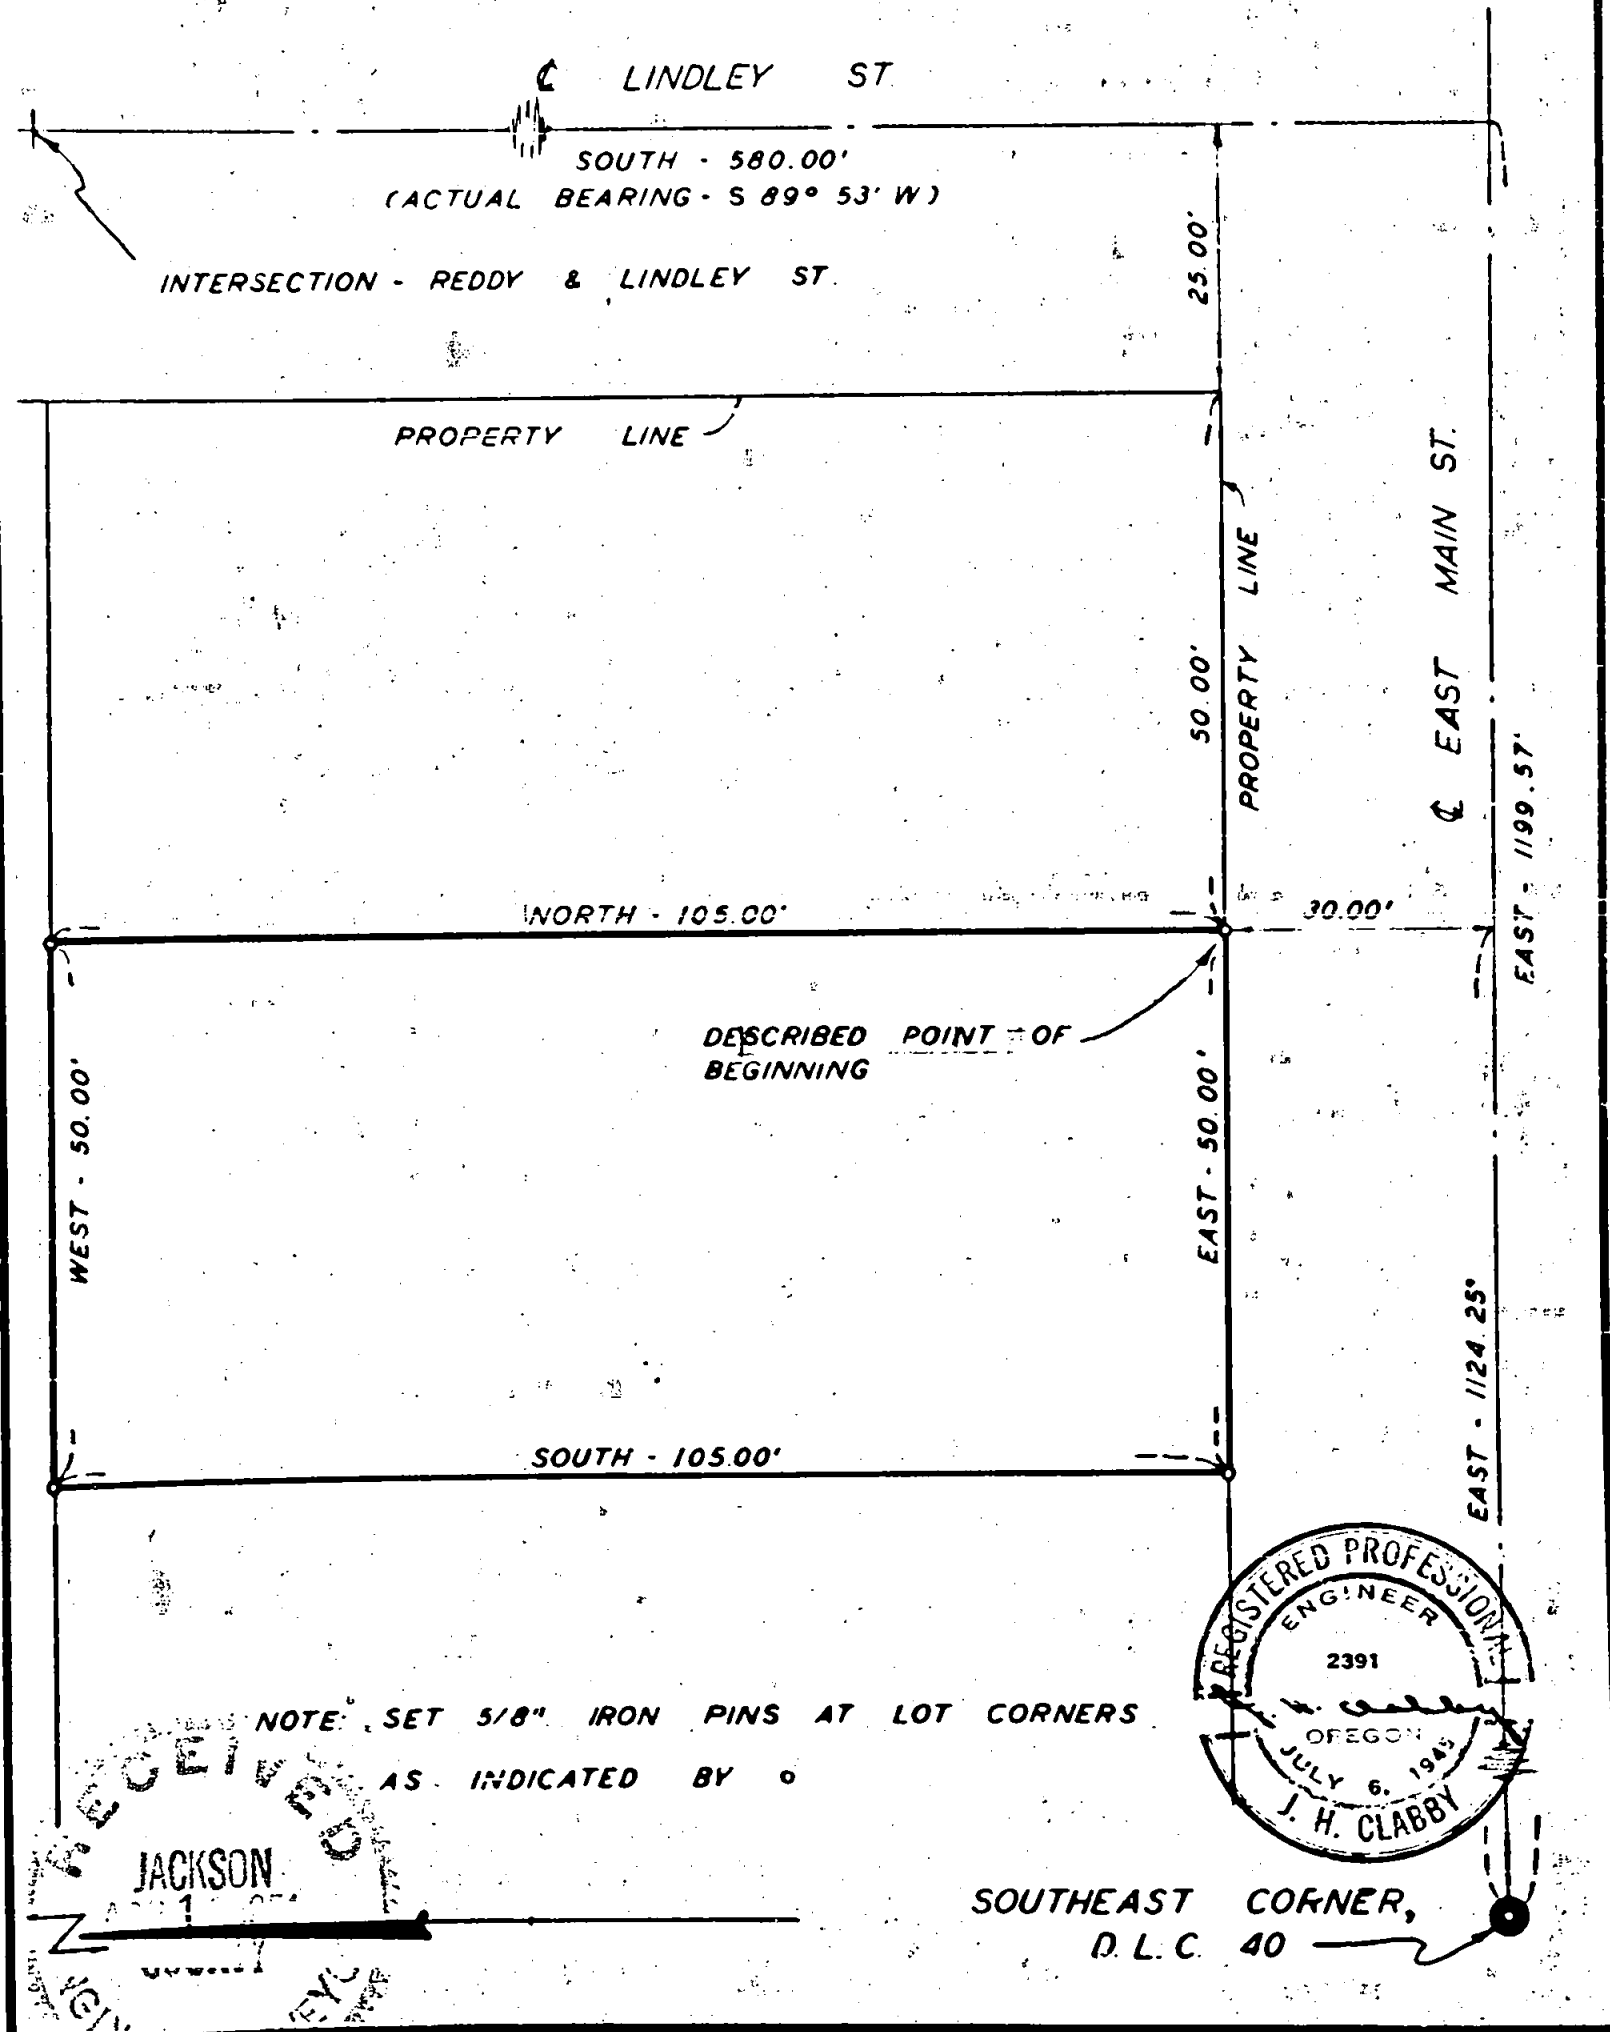 ℄ LINDLEY ST.
SOUTH - 580.00'
(ACTUAL BEARING - S 89° 53' W)
25.00'
INTERSECTION - REDDY & LINDLEY ST.
PROPERTY LINE
PROPERTY LINE
50.00'
℄ EAST MAIN ST.
EAST - 1199.57'
NORTH - 105.00'
30.00'
DESCRIBED POINT OF
BEGINNING
WEST - 50.00'
EAST - 50.00'
EAST - 1124.25'
SOUTH - 105.00'
REGISTERED PROFESSIONAL
ENGINEER
2391
OREGON
JULY 6, 1945
J. H. CLABBY
NOTE: SET 5/8" IRON PINS AT LOT CORNERS
AS INDICATED BY o
RECEIVED
JACKSON
SOUTHEAST CORNER,
D. L. C. 40